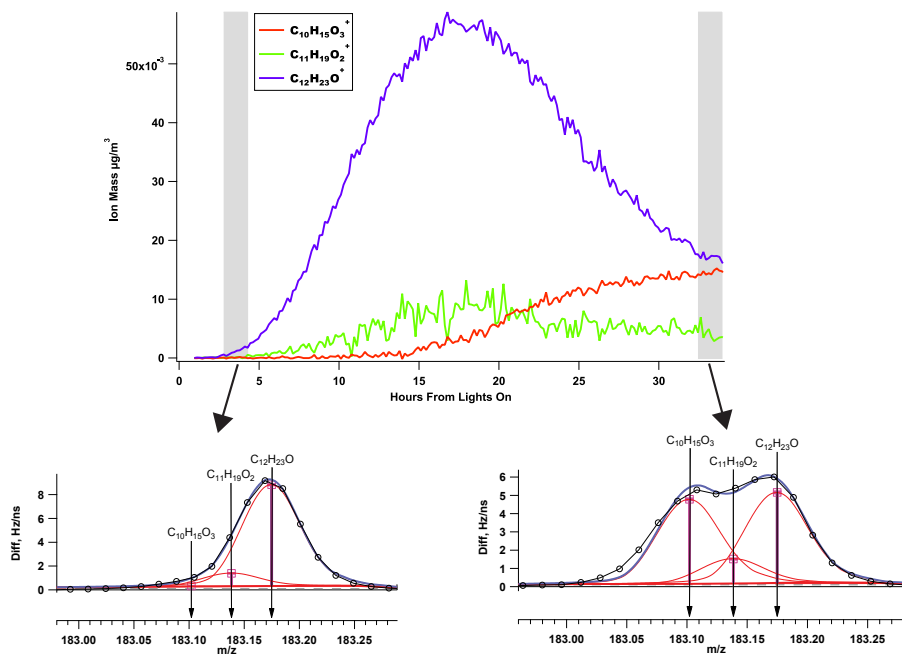 C₁₀H₁₅O₃⁺
C₁₁H₁₉O₂⁺
C₁₂H₂₃O⁺
50x10⁻³
40
30
20
10
0
Ion Mass µg/m³
0 5 10 15 20 25 30
Hours From Lights On
C₁₂H₂₃O
C₁₁H₁₉O₂
C₁₀H₁₅O₃
8
6
4
2
0
Diff, Hz/ns
183.00 183.05 183.10 183.15 183.20 183.25
m/z
C₁₀H₁₅O₃
C₁₂H₂₃O
C₁₁H₁₉O₂
6
5
4
3
2
1
0
Diff, Hz/ns
183.00 183.05 183.10 183.15 183.20 183.25
m/z